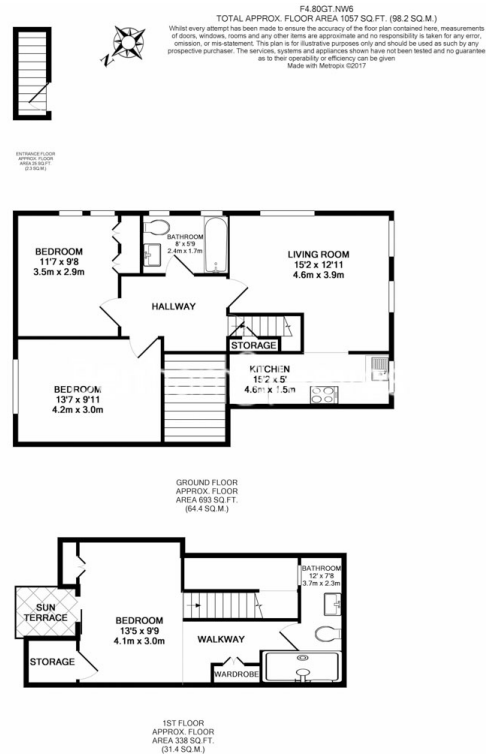 F4.80GT.NW6
TOTAL APPROX. FLOOR AREA 1057 SQ.FT. (98.2 SQ.M.)
Whilst every attempt has been made to ensure the accuracy of the floor plan contained here, measurements
of doors, windows, rooms and any other items are approximate and no responsibility is taken for any error,
omission, or mis-statement. This plan is for illustrative purposes only and should be used as such by any
prospective purchaser. The services, systems and appliances shown have not been tested and no guarantee
as to their operability or efficiency can be given
Made with Metropix ©2017
N
ENTRANCE FLOOR
APPROX. FLOOR
AREA 25 SQ.FT
(2.3 SQ.M.)
BEDROOM
11'7 x 9'8
3.5m x 2.9m
BATHROOM
8' x 5'9
2.4m x 1.7m
LIVING ROOM
15'2 x 12'11
4.6m x 3.9m
HALLWAY
STORAGE
KITCHEN
15'2 x 5'
4.6m x 1.5m
BEDROOM
13'7 x 9'11
4.2m x 3.0m
GROUND FLOOR
APPROX. FLOOR
AREA 693 SQ.FT.
(64.4 SQ.M.)
BATHROOM
12' x 7'8
3.7m x 2.3m
SUN
TERRACE
BEDROOM
13'5 x 9'9
4.1m x 3.0m
WALKWAY
STORAGE
WARDROBE
1ST FLOOR
APPROX. FLOOR
AREA 338 SQ.FT.
(31.4 SQ.M.)